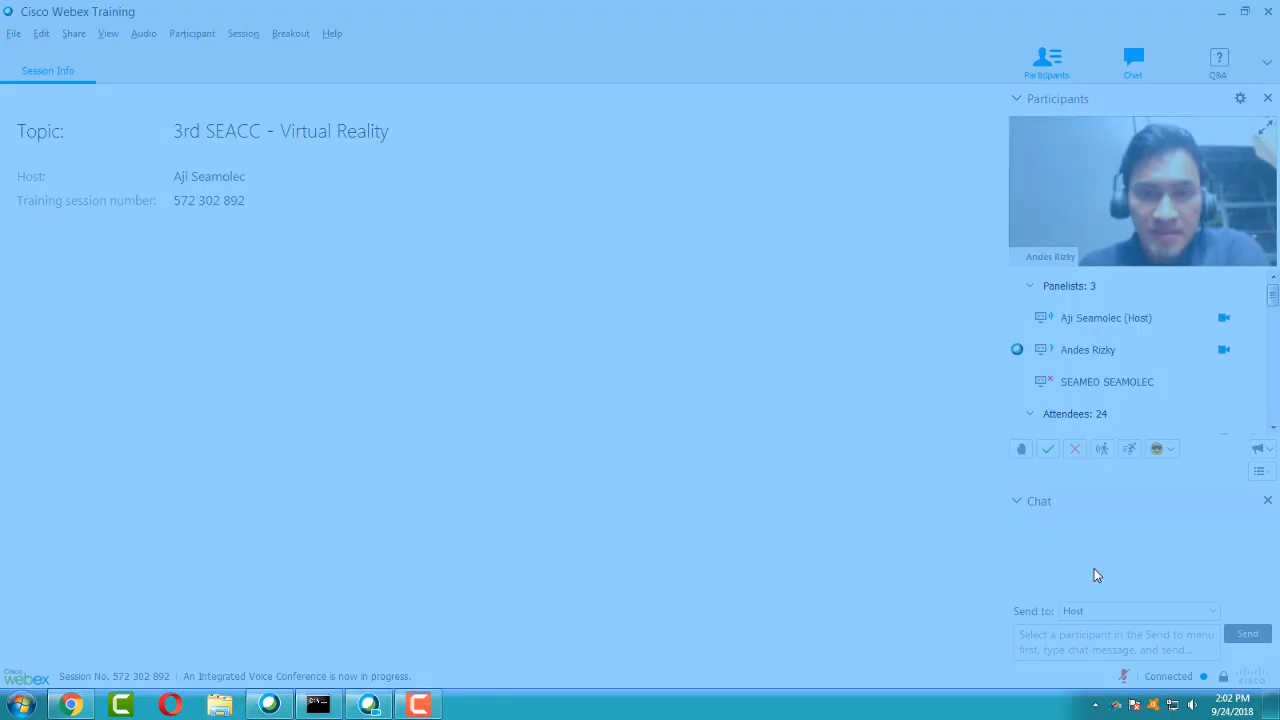 Cisco Webex Training
File Edit Share View Audio Participant Session Breakout Help
Session Info
Participants Chat Q&A
Topic: 3rd SEACC - Virtual Reality
Host: Aji Seamolec
Training session number: 572 302 892
Participants
Andes Rizky
Panelists: 3
Aji Seamolec (Host)
Andes Rizky
SEAMEO SEAMOLEC
Attendees: 24
Chat
Send to: Host
Select a participant in the Send to menu
first, type chat message, and send...
Send
Cisco
webex
Session No. 572 302 892 | An Integrated Voice Conference is now in progress.
Connected
CISCO
2:02 PM
9/24/2018